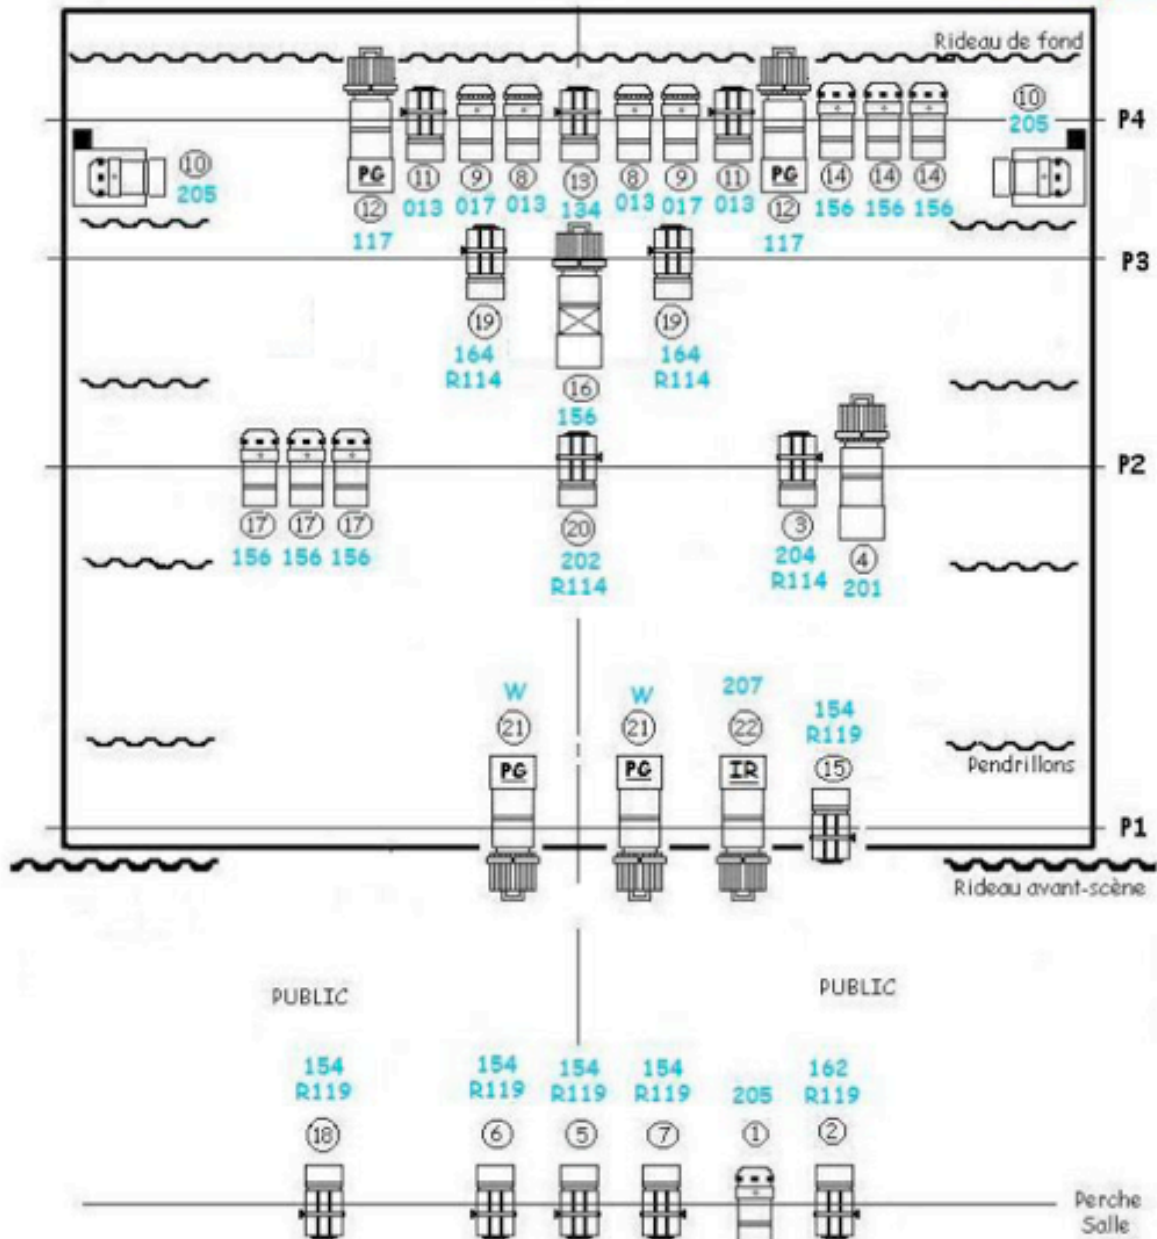 Rideau de fond
10
205
P4
10
205
PG
PG
11
9
8
13
8
9
11
14
14
14
12
12
013
017
013
134
013
017
013
156
156
156
117
117
P3
19
19
164
R114
164
R114
16
156
P2
17
17
17
20
3
4
156
156
156
202
R114
204
R114
201
W
W
207
154
R119
21
21
22
15
PG
PG
IR
Pendrillons
P1
Rideau avant-scène
PUBLIC
PUBLIC
154
R119
154
R119
154
R119
154
R119
205
162
R119
18
6
5
7
1
2
Perche
Salle